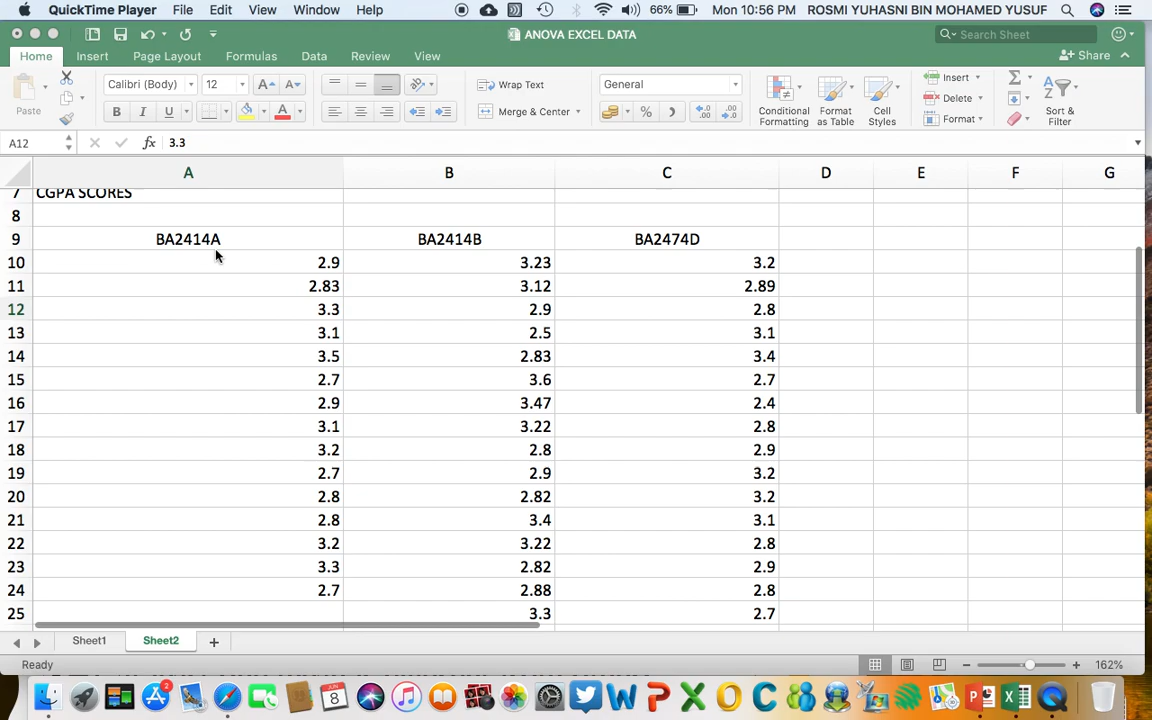 QuickTime Player File Edit View Window Help 66% Mon 10:56 PM ROSMI YUHASNI BIN MOHAMED YUSUF
ANOVA EXCEL DATA Search Sheet
Home Insert Page Layout Formulas Data Review View Share
Paste Calibri (Body) 12 A A Wrap Text General Conditional Formatting Format as Table Cell Styles Insert Delete Format Sort & Filter
B I U A Merge & Center %
A12 fx 3.3
A B C D E F G
7 CGPA SCORES
8
9 BA2414A BA2414B BA2474D
10 2.9 3.23 3.2
11 2.83 3.12 2.89
12 3.3 2.9 2.8
13 3.1 2.5 3.1
14 3.5 2.83 3.4
15 2.7 3.6 2.7
16 2.9 3.47 2.4
17 3.1 3.22 2.8
18 3.2 2.8 2.9
19 2.7 2.9 3.2
20 2.8 2.82 3.2
21 2.8 3.4 3.1
22 3.2 3.22 2.8
23 3.3 2.82 2.9
24 2.7 2.88 2.8
25 3.3 2.7
Sheet1 Sheet2 +
Ready 162%
JUN 8 2